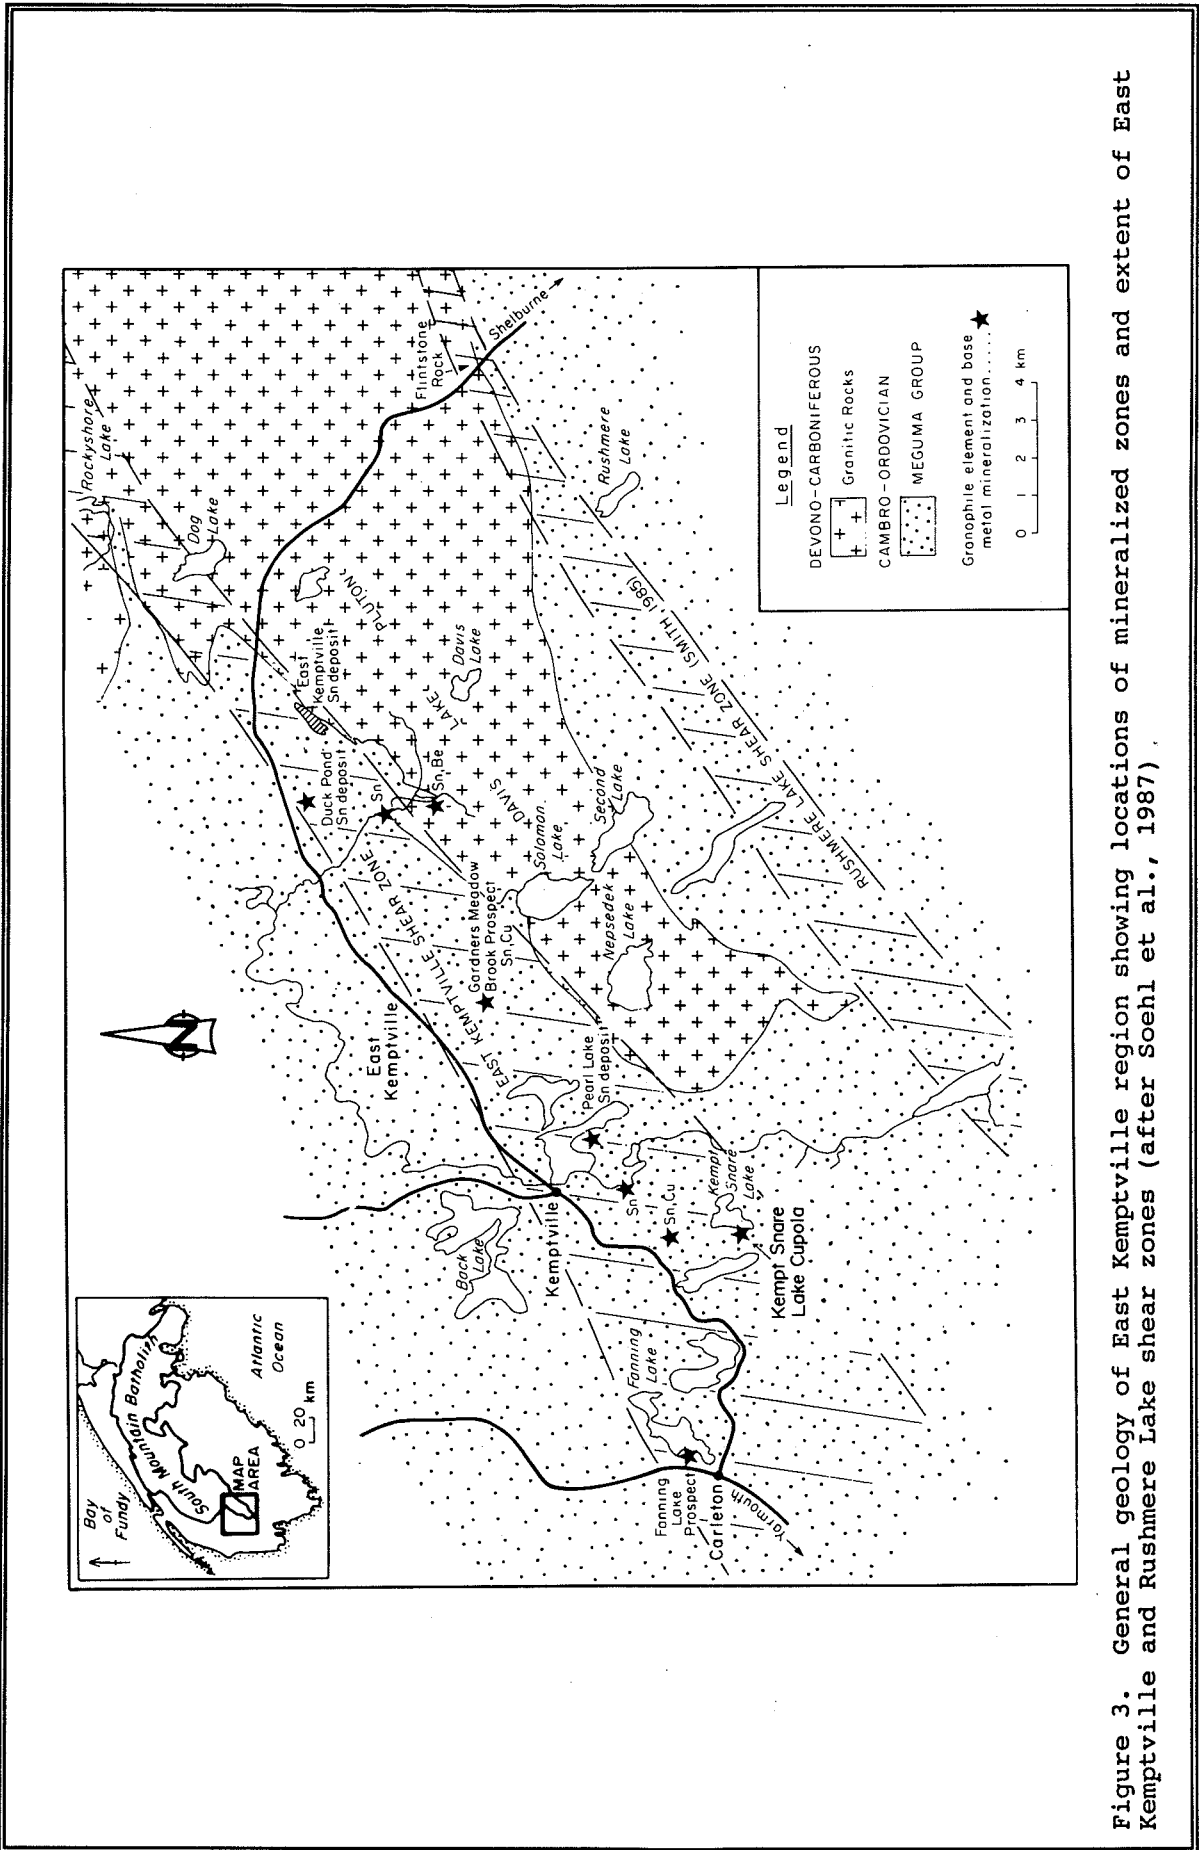 Bay
of
Fundy
South Mountain Batholith
MAP
AREA
Atlantic
Ocean
0 20
km
N
Rockyshore
Lake
Dog
Lake
East
Kemptville
Sn deposit
Duck Pond
Sn deposit
Sn
Sn,Be
DAVIS LAKE PLUTON
Davis
Lake
Flintstone
Rock
Shelburne
East
Kemptville
EAST KEMPTVILLE SHEAR ZONE
Gardners Meadow
Brook Prospect
Sn,Cu
Solomon
Lake
Second
Lake
Nepsedek
Lake
Rushmere
Lake
RUSHMERE LAKE SHEAR ZONE (SMITH 1985)
Back
Lake
Kemptville
Pearl Lake
Sn deposit
Sn
Sn,Cu
Kempt
Snare
Lake
Kempt Snare
Lake Cupola
Fanning
Lake
Fanning
Lake
Prospect
Carleton
Yarmouth
Legend
DEVONO-CARBONIFEROUS
Granitic Rocks
CAMBRO-ORDOVICIAN
MEGUMA GROUP
Granophile element and base
metal mineralization.....
0 1 2 3 4 km
Figure 3. General geology of East Kemptville region showing locations of mineralized zones and extent of East
Kemptville and Rushmere Lake shear zones (after Soehl et al., 1987)